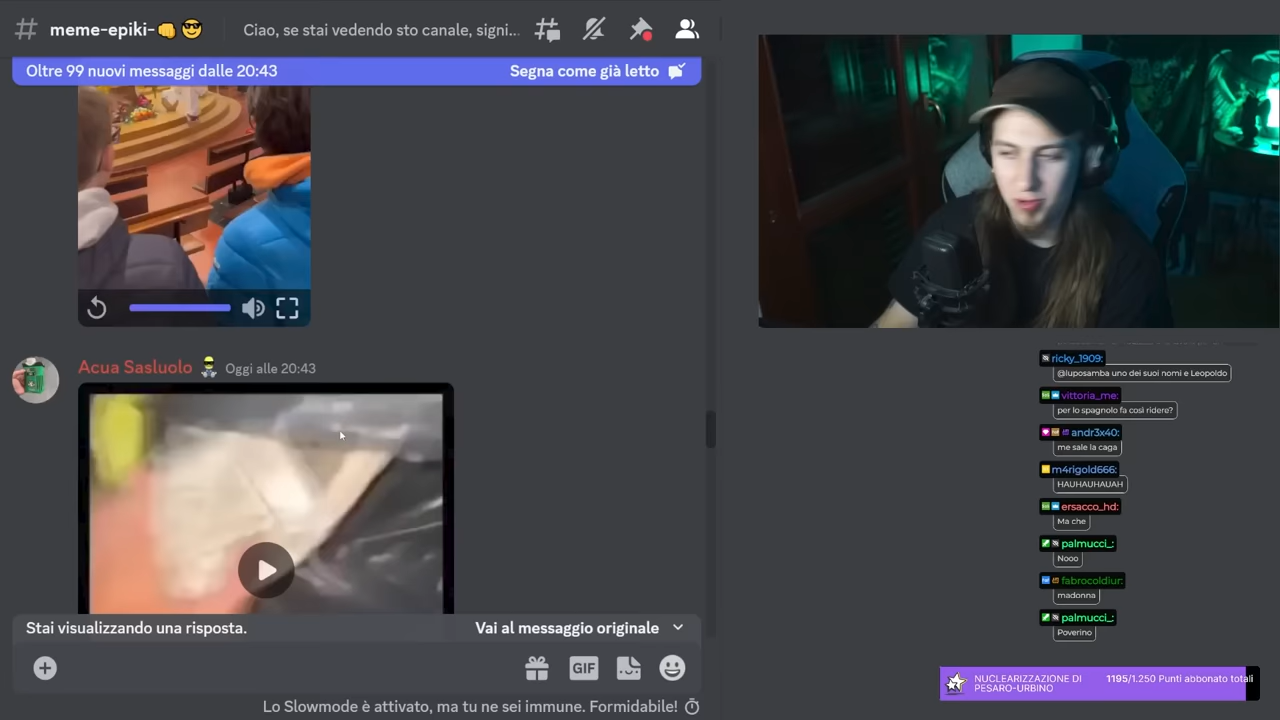 meme-epiki-👊😎
Ciao, se stai vedendo sto canale, signi...
Oltre 99 nuovi messaggi dalle 20:43
Segna come già letto
Acua Sasluolo
Oggi alle 20:43
Stai visualizzando una risposta.
Vai al messaggio originale
GIF
Lo Slowmode è attivato, ma tu ne sei immune. Formidabile!
ricky_1909:
@luposamba uno dei suoi nomi e Leopoldo
vittoria_me:
per lo spagnolo fa così ridere?
andr3x40:
me sale la caga
m4rigold666:
HAUHAUHAUAH
ersacco_hd:
Ma che
palmucci_:
Nooo
fabrocoldiur:
madonna
palmucci_:
Poverino
NUCLEARIZZAZIONE DI
PESARO-URBINO
1195/1.250 Punti abbonato totali